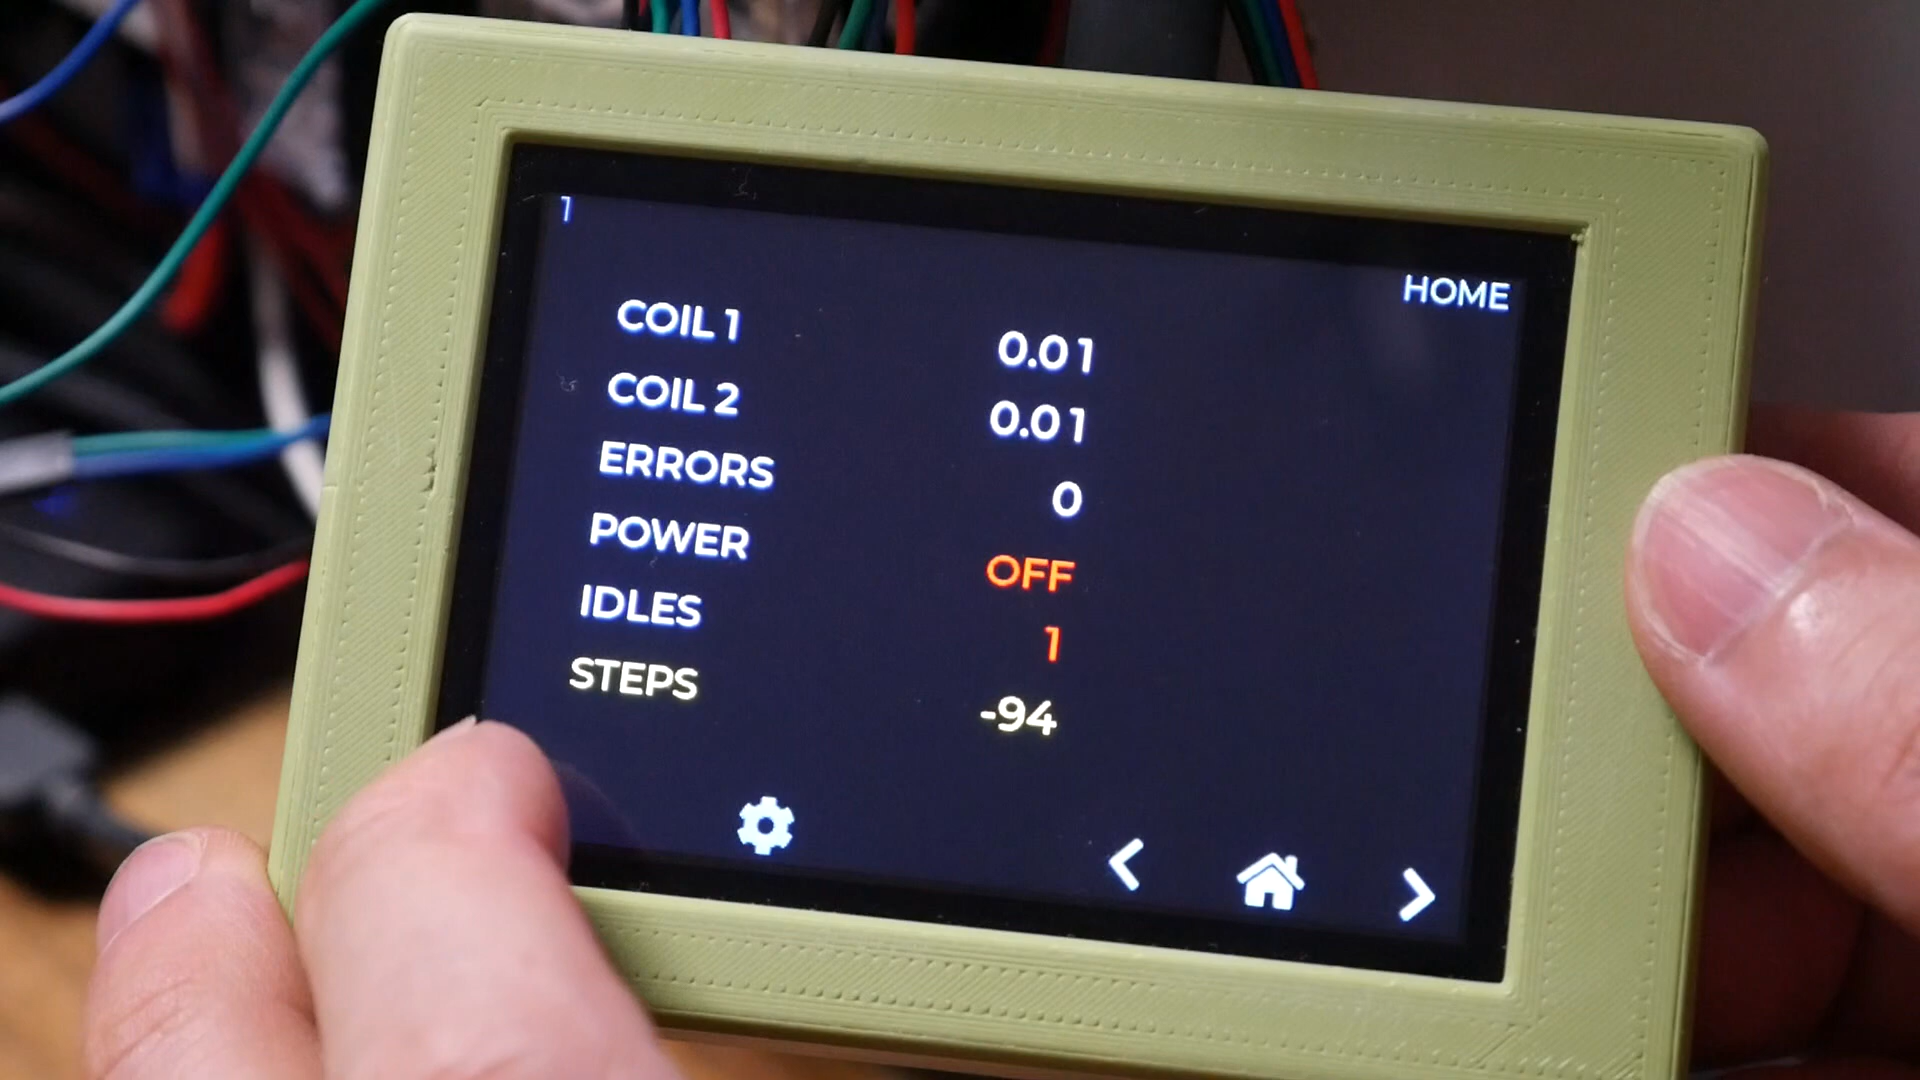 1
HOME
COIL 1 0.01
COIL 2 0.01
ERRORS 0
POWER OFF
IDLES 1
STEPS -94